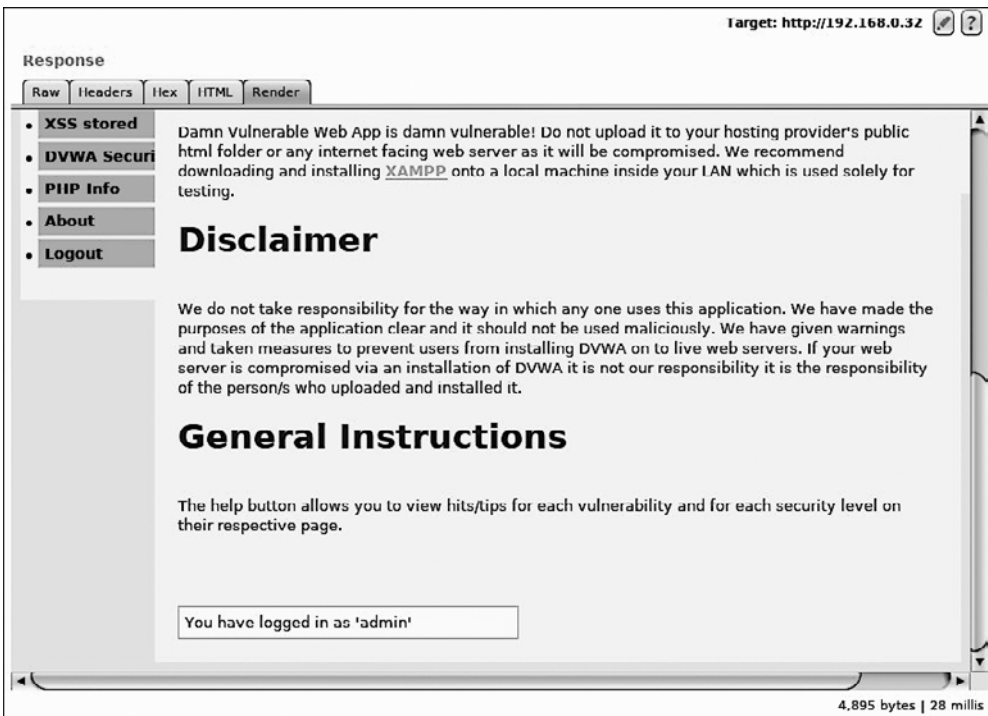 Target: http://192.168.0.32
?
Response
Raw
Headers
Hex
HTML
Render
XSS stored
DVWA Securi
PHP Info
About
Logout
Damn Vulnerable Web App is damn vulnerable! Do not upload it to your hosting provider's public
html folder or any internet facing web server as it will be compromised. We recommend
downloading and installing XAMPP onto a local machine inside your LAN which is used solely for
testing.
Disclaimer
We do not take responsibility for the way in which any one uses this application. We have made the
purposes of the application clear and it should not be used maliciously. We have given warnings
and taken measures to prevent users from installing DVWA on to live web servers. If your web
server is compromised via an installation of DVWA it is not our responsibility it is the responsibility
of the person/s who uploaded and installed it.
General Instructions
The help button allows you to view hits/tips for each vulnerability and for each security level on
their respective page.
You have logged in as 'admin'
4,895 bytes | 28 millis